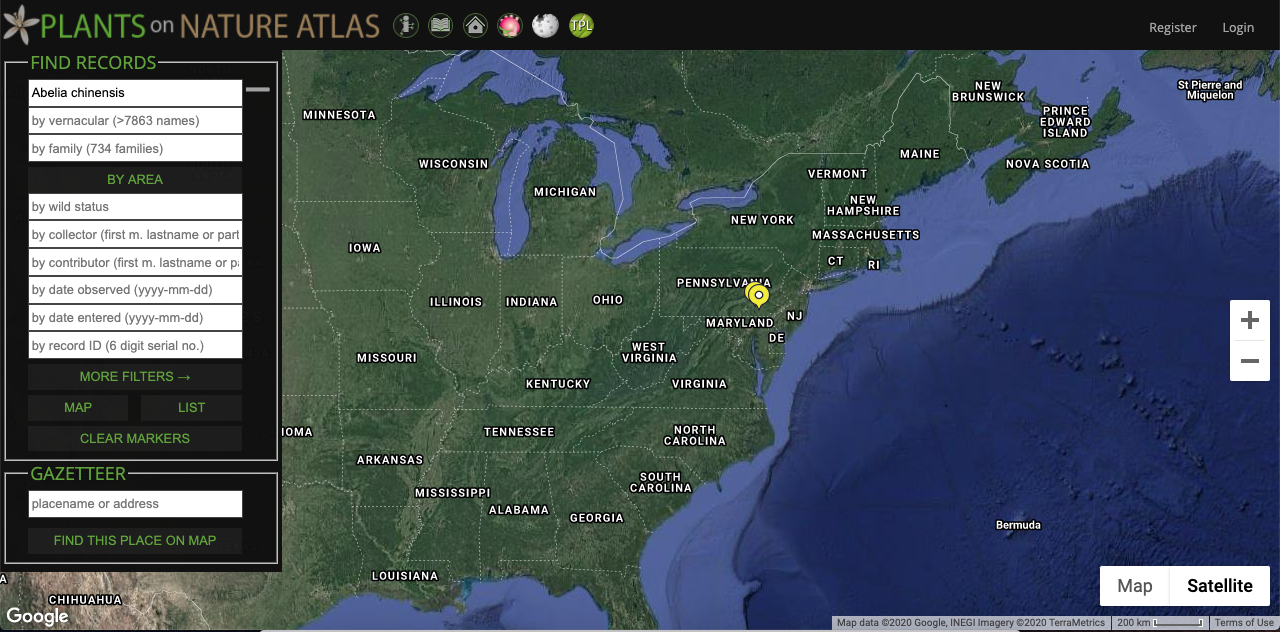 PLANTS on NATURE ATLAS
TPL
Register
Login
FIND RECORDS
Abelia chinensis
by vernacular (>7863 names)
by family (734 families)
BY AREA
by wild status
by collector (first m. lastname or part
by contributor (first m. lastname or pa
by date observed (yyyy-mm-dd)
by date entered (yyyy-mm-dd)
by record ID (6 digit serial no.)
MORE FILTERS →
MAP
LIST
CLEAR MARKERS
GAZETTEER
placename or address
FIND THIS PLACE ON MAP
MINNESOTA
WISCONSIN
MICHIGAN
IOWA
ILLINOIS
INDIANA
OHIO
MISSOURI
KENTUCKY
WEST
VIRGINIA
VIRGINIA
PENNSYLVANIA
MARYLAND
NJ
DE
NEW YORK
VERMONT
NEW
HAMPSHIRE
MASSACHUSETTS
CT
RI
MAINE
NEW
BRUNSWICK
PRINCE
EDWARD
ISLAND
NOVA SCOTIA
St Pierre and
Miquelon
OMA
TENNESSEE
NORTH
CAROLINA
ARKANSAS
SOUTH
CAROLINA
MISSISSIPPI
ALABAMA
GEORGIA
Bermuda
LOUISIANA
A
CHIHUAHUA
Google
+
−
Map
Satellite
Map data ©2020 Google, INEGI Imagery ©2020 TerraMetrics
200 km
Terms of Use